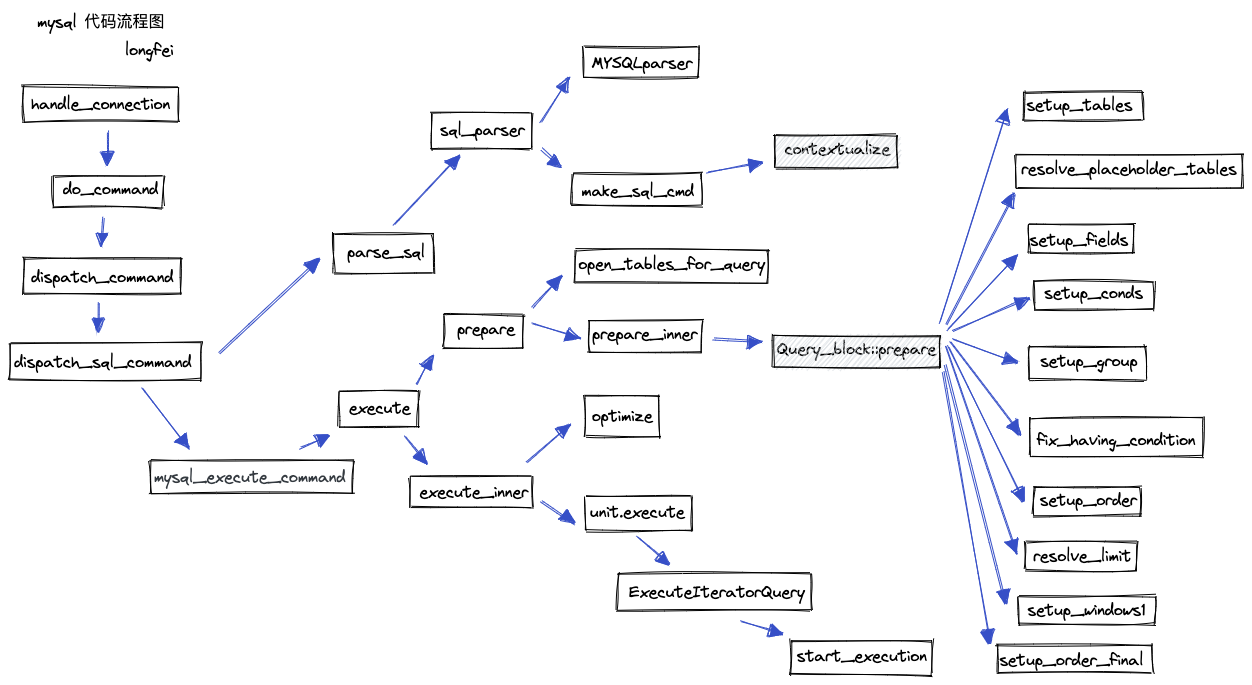 mysql 代码流程图
longfei
handle_connection
do_command
dispatch_command
dispatch_sql_command
mysql_execute_command
parse_sql
sql_parser
MYSQLparser
make_sql_cmd
contextualize
execute
prepare
open_tables_for_query
prepare_inner
Query_block::prepare
execute_inner
optimize
unit.execute
ExecuteIteratorQuery
start_execution
setup_tables
resolve_placeholder_tables
setup_fields
setup_conds
setup_group
fix_having_condition
setup_order
resolve_limit
setup_windows1
setup_order_final